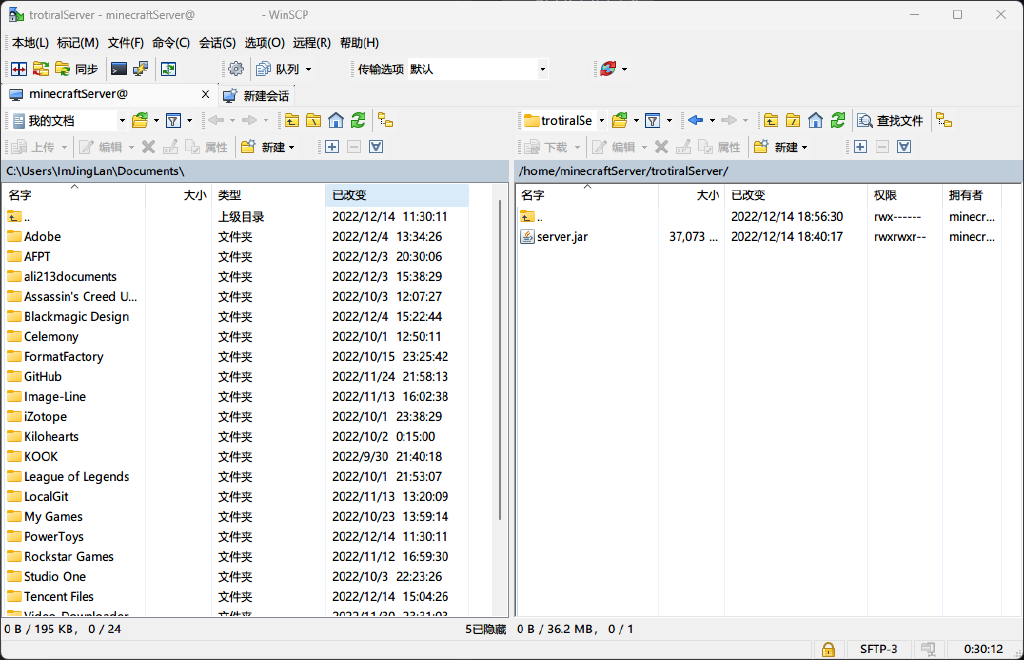 trotiralServer - minecraftServer@ - WinSCP
本地(L) 标记(M) 文件(F) 命令(C) 会话(S) 选项(O) 远程(R) 帮助(H)
同步 队列 传输选项 默认
minecraftServer@ X 新建会话
我的文档 trotiralSe 查找文件
上传 编辑 属性 新建 下载 编辑 属性 新建
C:\Users\ImJingLan\Documents\ /home/minecraftServer/trotiralServer/
名字 大小 类型 已改变 名字 大小 已改变 权限 拥有者
.. 上级目录 2022/12/14 11:30:11 .. 2022/12/14 18:56:30 rwx------ minecr...
Adobe 文件夹 2022/12/4 13:34:26 server.jar 37,073 ... 2022/12/14 18:40:17 rwxrwxr-- minecr...
AFPT 文件夹 2022/12/3 20:30:06
ali213documents 文件夹 2022/12/3 15:38:29
Assassin's Creed U... 文件夹 2022/10/3 12:07:27
Blackmagic Design 文件夹 2022/12/4 15:22:44
Celemony 文件夹 2022/10/1 12:50:11
FormatFactory 文件夹 2022/10/15 23:25:42
GitHub 文件夹 2022/11/24 21:58:13
Image-Line 文件夹 2022/11/13 16:02:38
iZotope 文件夹 2022/10/1 23:38:29
Kilohearts 文件夹 2022/10/2 0:15:00
KOOK 文件夹 2022/9/30 21:40:18
League of Legends 文件夹 2022/10/1 21:53:07
LocalGit 文件夹 2022/11/13 13:20:09
My Games 文件夹 2022/10/23 13:59:14
PowerToys 文件夹 2022/12/14 11:30:11
Rockstar Games 文件夹 2022/11/12 16:59:30
Studio One 文件夹 2022/10/3 22:23:26
Tencent Files 文件夹 2022/12/14 15:04:26
Video Downloader 文件夹 2022/11/30 23:31:03
0 B / 195 KB， 0 / 24 5已隐藏 0 B / 36.2 MB， 0 / 1
SFTP-3 0:30:12